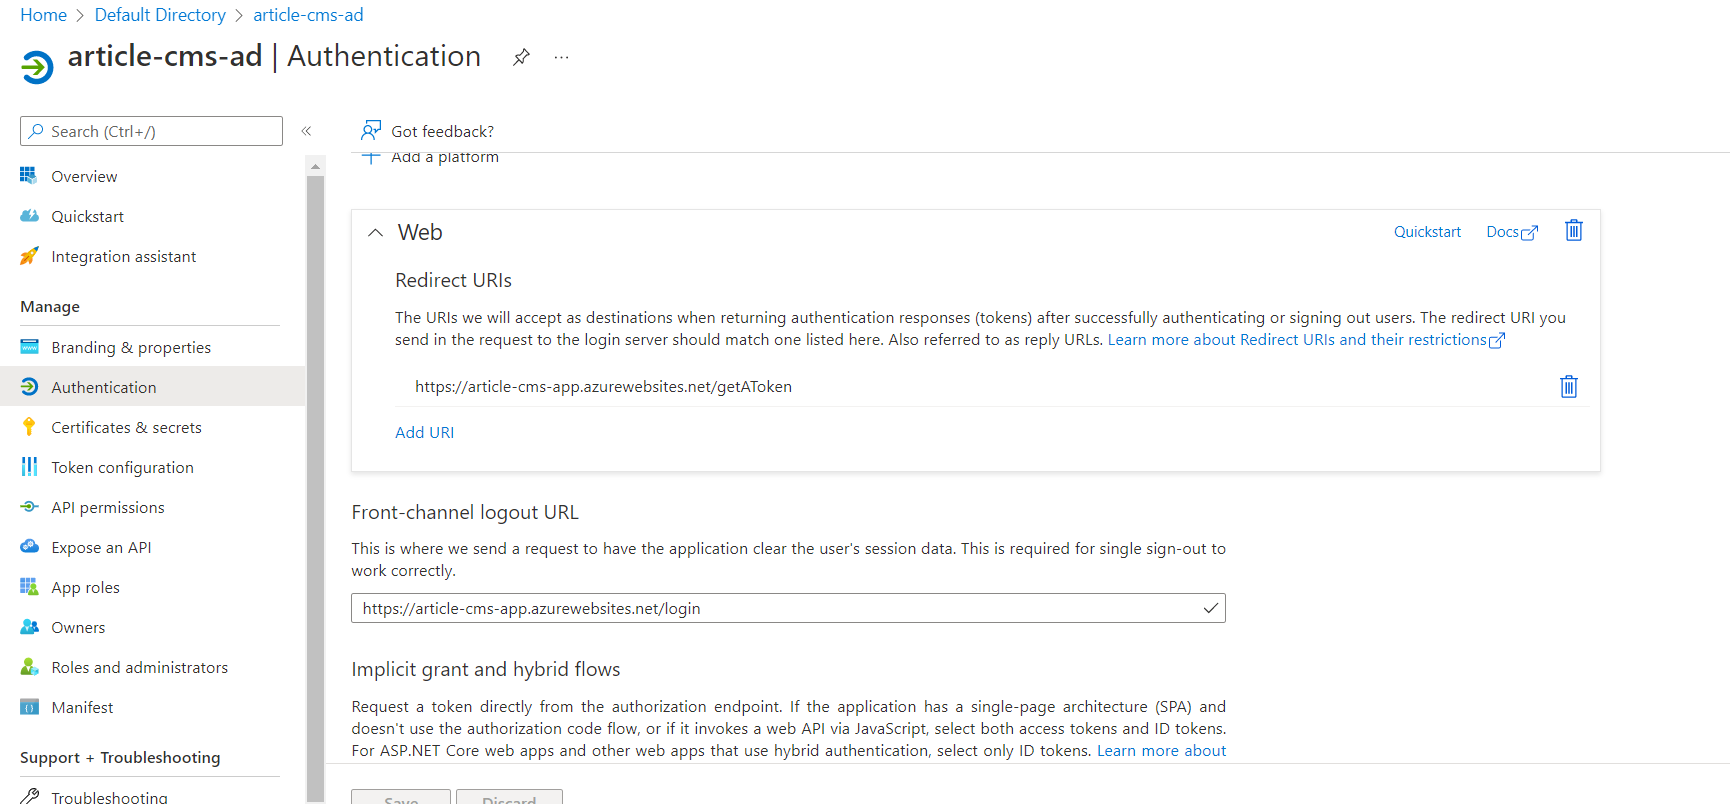 Home > Default Directory > article-cms-ad
article-cms-ad | Authentication
Search (Ctrl+/)
Overview
Quickstart
Integration assistant
Manage
Branding & properties
Authentication
Certificates & secrets
Token configuration
API permissions
Expose an API
App roles
Owners
Roles and administrators
Manifest
Support + Troubleshooting
Troubleshooting
Got feedback?
Add a platform
Web
Quickstart
Docs
Redirect URIs
The URIs we will accept as destinations when returning authentication responses (tokens) after successfully authenticating or signing out users. The redirect URI you
send in the request to the login server should match one listed here. Also referred to as reply URLs. Learn more about Redirect URIs and their restrictions
https://article-cms-app.azurewebsites.net/getAToken
Add URI
Front-channel logout URL
This is where we send a request to have the application clear the user's session data. This is required for single sign-out to
work correctly.
https://article-cms-app.azurewebsites.net/login
Implicit grant and hybrid flows
Request a token directly from the authorization endpoint. If the application has a single-page architecture (SPA) and
doesn't use the authorization code flow, or if it invokes a web API via JavaScript, select both access tokens and ID tokens.
For ASP.NET Core web apps and other web apps that use hybrid authentication, select only ID tokens. Learn more about
Save
Discard